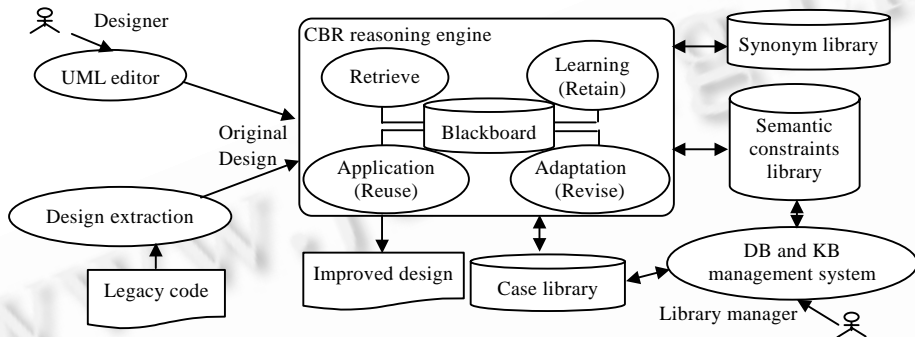 Designer
UML editor
Original
Design
Design extraction
Legacy code
CBR reasoning engine
Retrieve
Learning
(Retain)
Blackboard
Application
(Reuse)
Adaptation
(Revise)
Improved design
Case library
Synonym library
Semantic
constraints
library
DB and KB
management system
Library manager